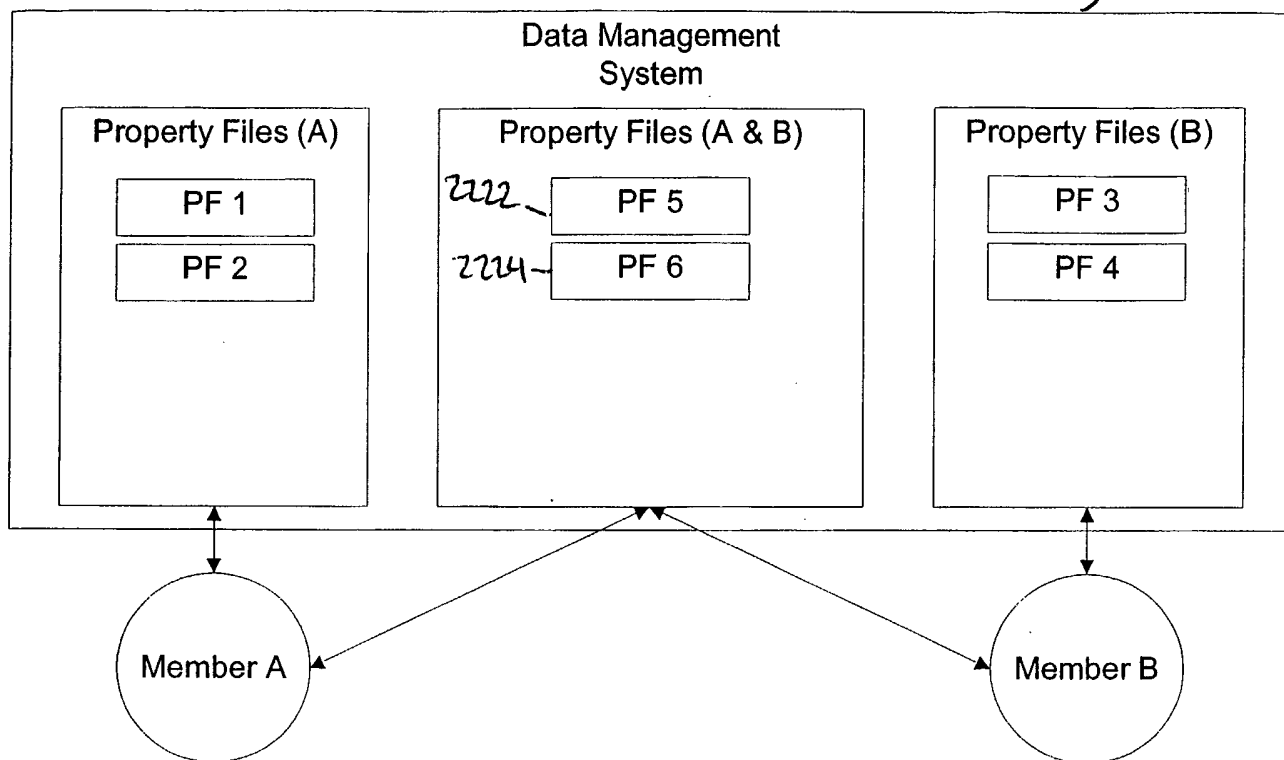 Data Management
System
Property Files (A)
PF 1
PF 2
Property Files (A & B)
2222
PF 5
2224
PF 6
Property Files (B)
PF 3
PF 4
Member A
Member B